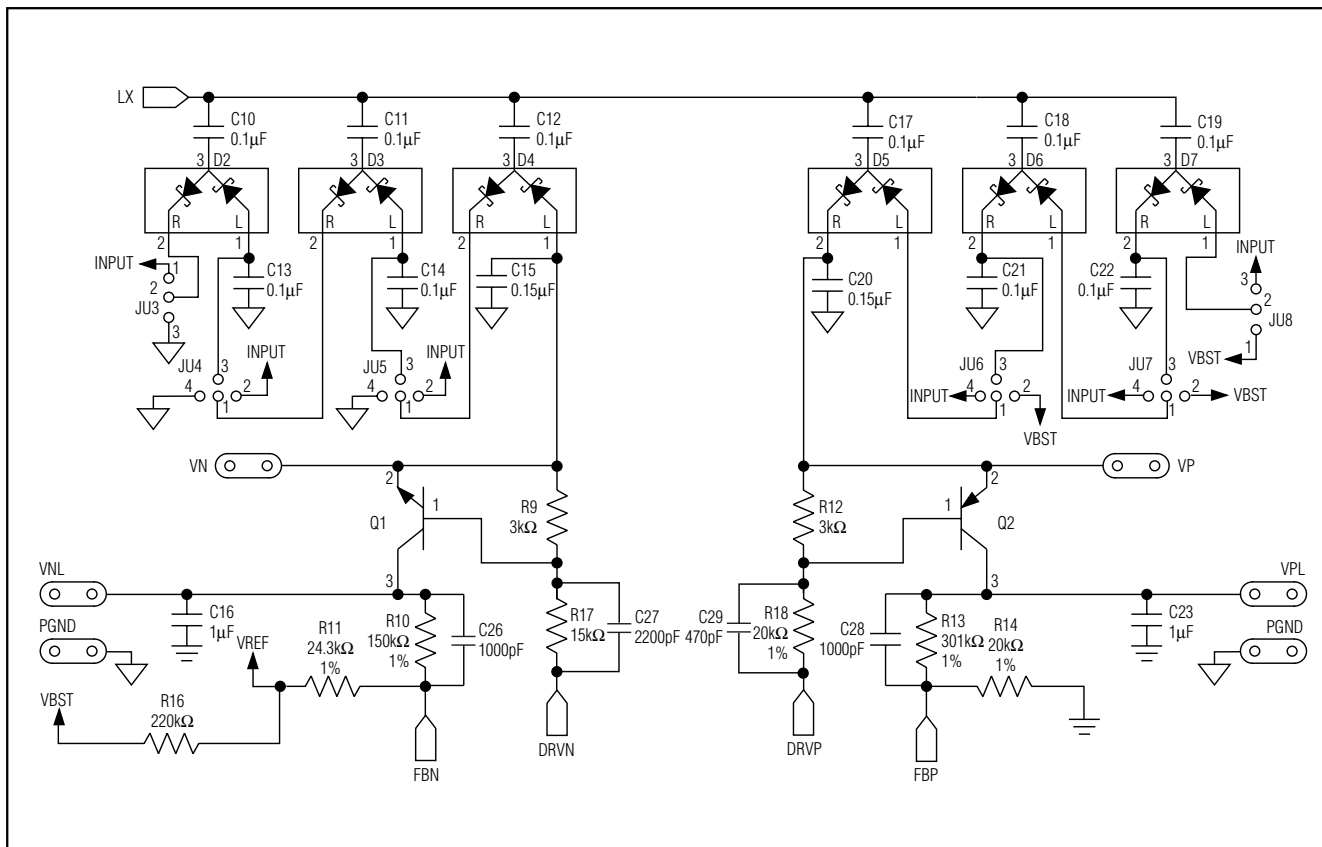 LX
C10
0.1µF
C11
0.1µF
C12
0.1µF
C17
0.1µF
C18
0.1µF
C19
0.1µF
3 D2
3 D3
3 D4
3 D5
3 D6
3 D7
R L
R L
R L
R L
R L
R L
2 1
2 1
2 1
2 1
2 1
2 1
INPUT
1
2
JU3
3
C13
0.1µF
C14
0.1µF
C15
0.15µF
C20
0.15µF
C21
0.1µF
C22
0.1µF
INPUT
3
2
JU8
1
VBST
JU4
3
4
2
1
INPUT
JU5
3
4
2
1
INPUT
JU6
3
INPUT
4
2
1
VBST
JU7
3
INPUT
4
2
1
VBST
VN
VP
2
1
Q1
3
R9
3kΩ
R12
3kΩ
2
1
Q2
3
VNL
C16
1µF
PGND
VREF
R11
24.3kΩ
1%
R10
150kΩ
1%
C26
1000pF
R17
15kΩ
C27
2200pF
C29
470pF
R18
20kΩ
1%
C28
1000pF
R13
301kΩ
1%
R14
20kΩ
1%
C23
1µF
VPL
PGND
VBST
R16
220kΩ
FBN
DRVN
DRVP
FBP